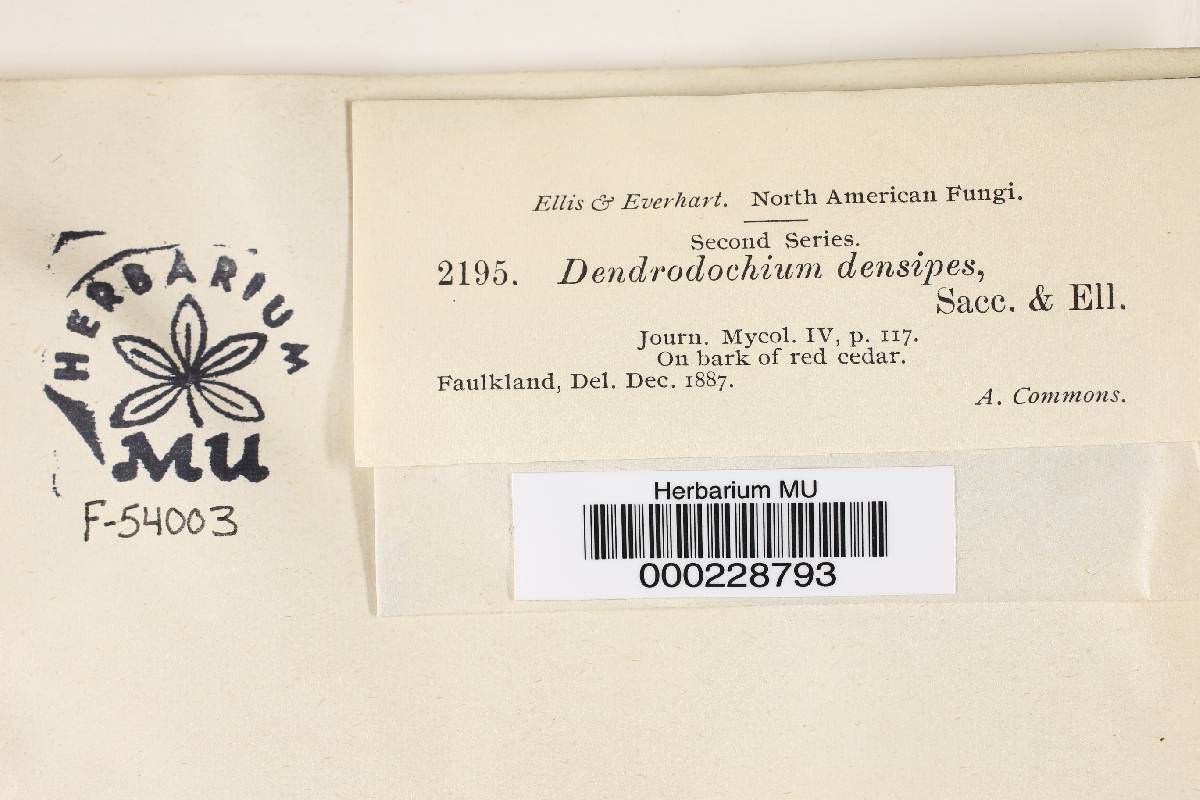 HERBARIUM
MU
F-54003
Ellis & Everhart. North American Fungi.
Second Series.
2195. Dendrodochium densipes,
Sacc. & Ell.
Journ. Mycol. IV, p. 117.
On bark of red cedar.
Faulkland, Del. Dec. 1887.
A. Commons.
Herbarium MU
000228793